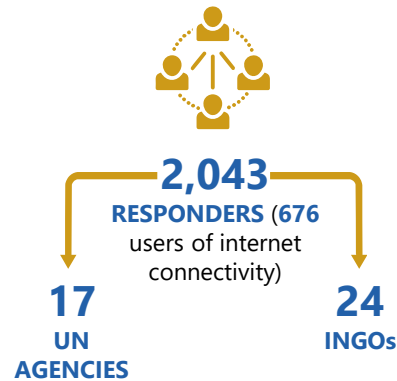 2,043
RESPONDERS (676
users of internet
connectivity)
17
UN
AGENCIES
24
INGOs